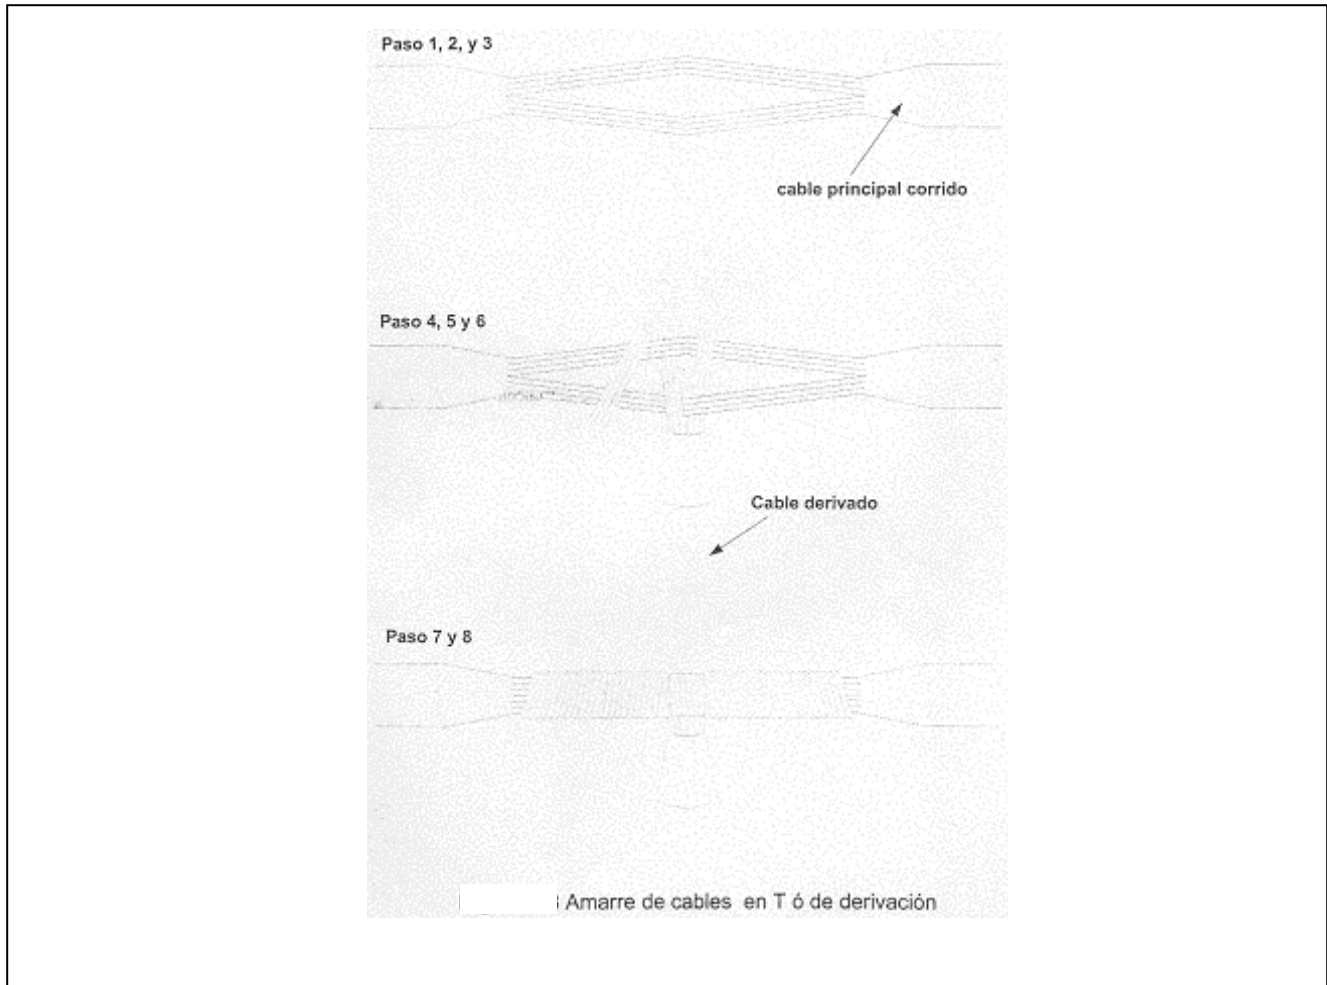 Paso 1, 2, y 3
cable principal corrido
Paso 4, 5 y 6
Cable derivado
Paso 7 y 8
Amarre de cables en T ó de derivación